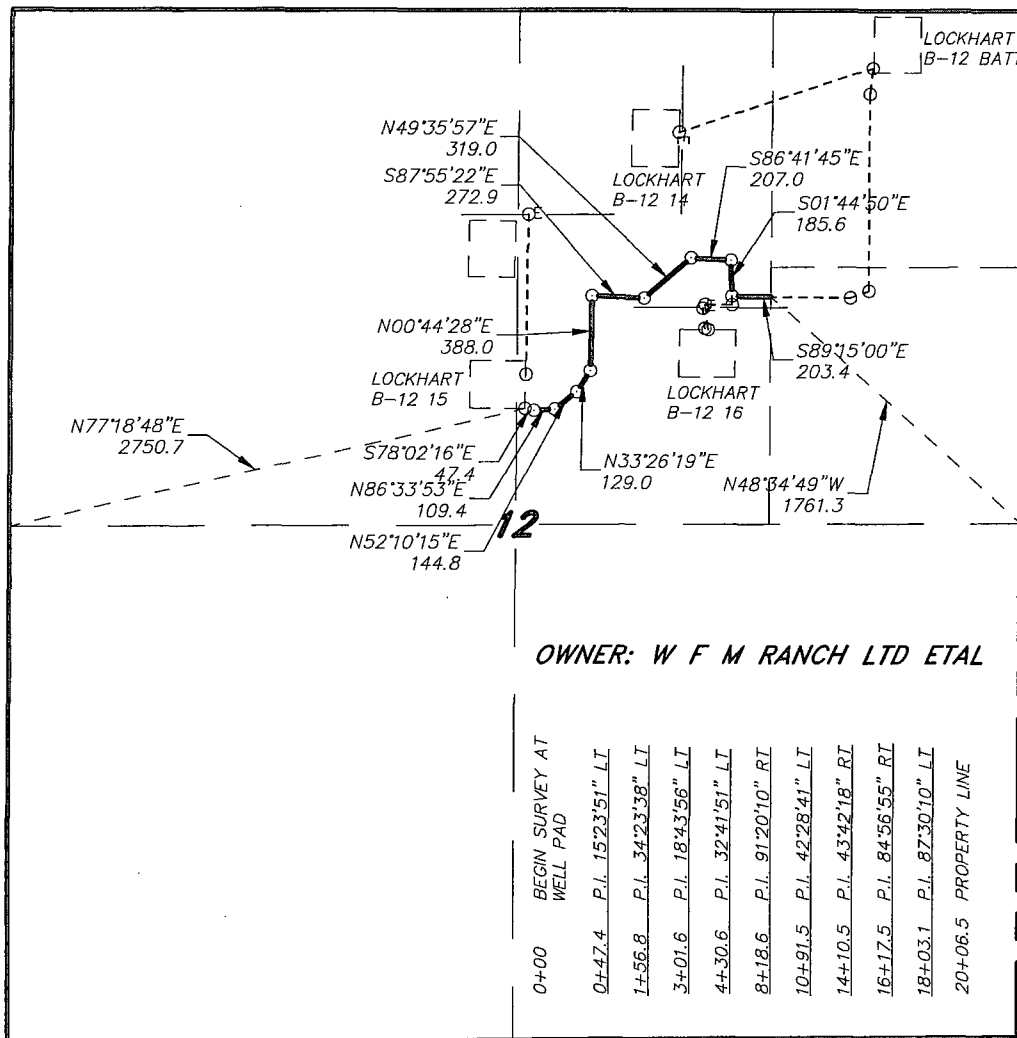 LOCKHART
B-12 BATT
N49°35'57"E
319.0
S87°55'22"E
272.9
LOCKHART
B-12 14
S86°41'45"E
207.0
S01°44'50"E
185.6
N00°44'28"E
388.0
LOCKHART
B-12 15
S89°15'00"E
203.4
LOCKHART
B-12 16
N77°18'48"E
2750.7
S78°02'16"E
47.4
N86°33'53"E
109.4
N33°26'19"E
129.0
N48°34'49"W
1761.3
N52°10'15"E
144.8
12
OWNER: W F M RANCH LTD ETAL
0+00 BEGIN SURVEY AT
WELL PAD
0+47.4 P.I. 15°23'51" LT
1+56.8 P.I. 34°23'38" LT
3+01.6 P.I. 18°43'56" LT
4+30.6 P.I. 32°41'51" LT
8+18.6 P.I. 91°20'10" RT
10+91.5 P.I. 42°28'41" LT
14+10.5 P.I. 43°42'18" RT
16+17.5 P.I. 84°56'55" RT
18+03.1 P.I. 87°30'10" LT
20+06.5 PROPERTY LINE